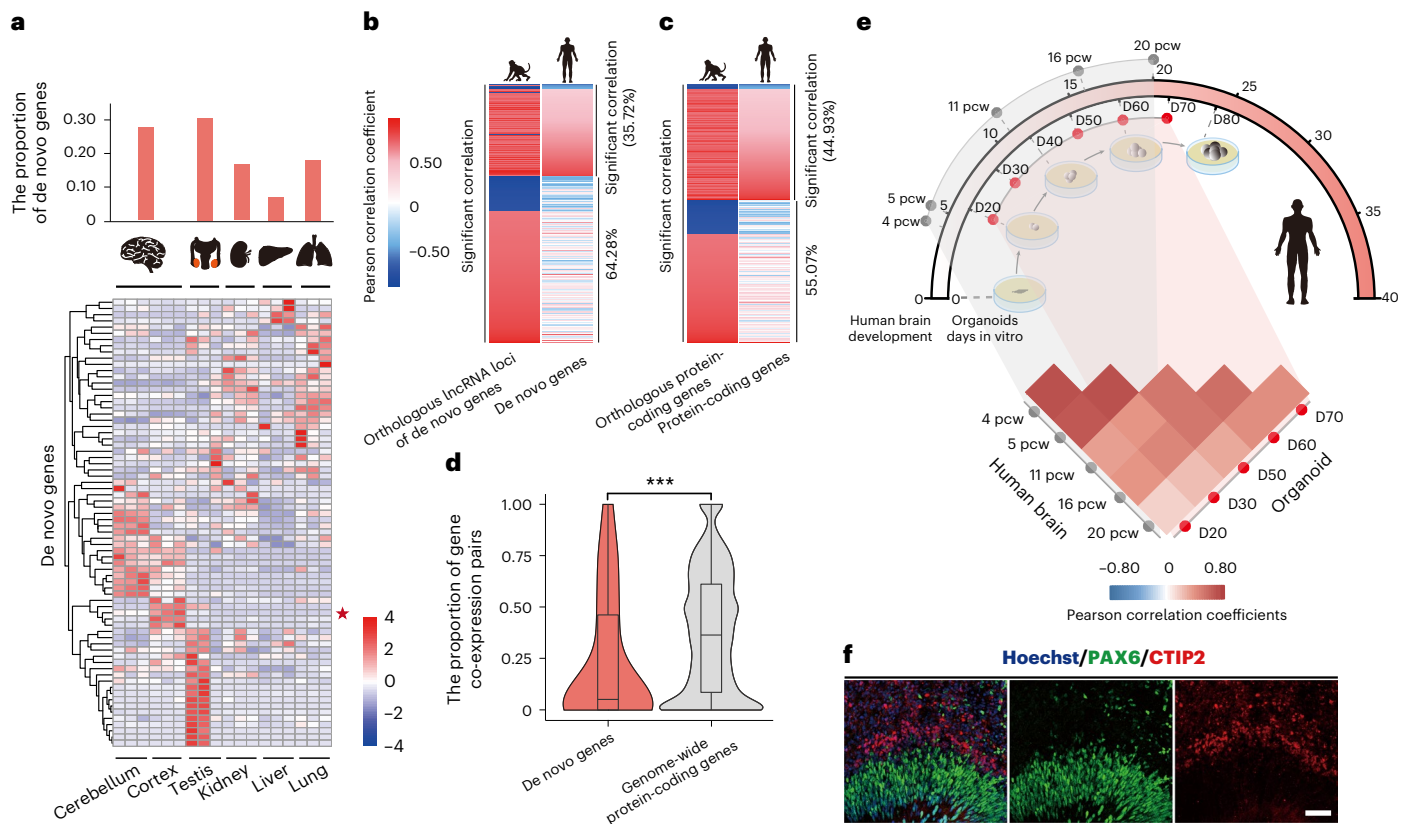 a
The proportion
of de novo genes
0.30
0.20
0.10
0
De novo genes
Cerebellum
Cortex
Testis
Kidney
Liver
Lung
4
2
0
−2
−4
b
Pearson correlation coefficient
0.50
0
−0.50
Significant correlation
Significant correlation
(35.72%)
64.28%
Orthologous lncRNA loci
of de novo genes
De novo genes
c
Significant correlation
Significant correlation
(44.93%)
55.07%
Orthologous protein-
coding genes
Protein-coding genes
d
The proportion of gene
co-expression pairs
1.00
0.75
0.50
0.25
0
***
De novo genes
Genome-wide
protein-coding genes
e
4 pcw
5 pcw
11 pcw
16 pcw
20 pcw
0
5
10
15
20
25
30
35
40
0
D20
D30
D40
D50
D60
D70
D80
Human brain
development
Organoids
days in vitro
4 pcw
5 pcw
11 pcw
16 pcw
20 pcw
Human brain
D70
D60
D50
D30
D20
Organoid
−0.80
0
0.80
Pearson correlation coefficients
f
Hoechst/PAX6/CTIP2